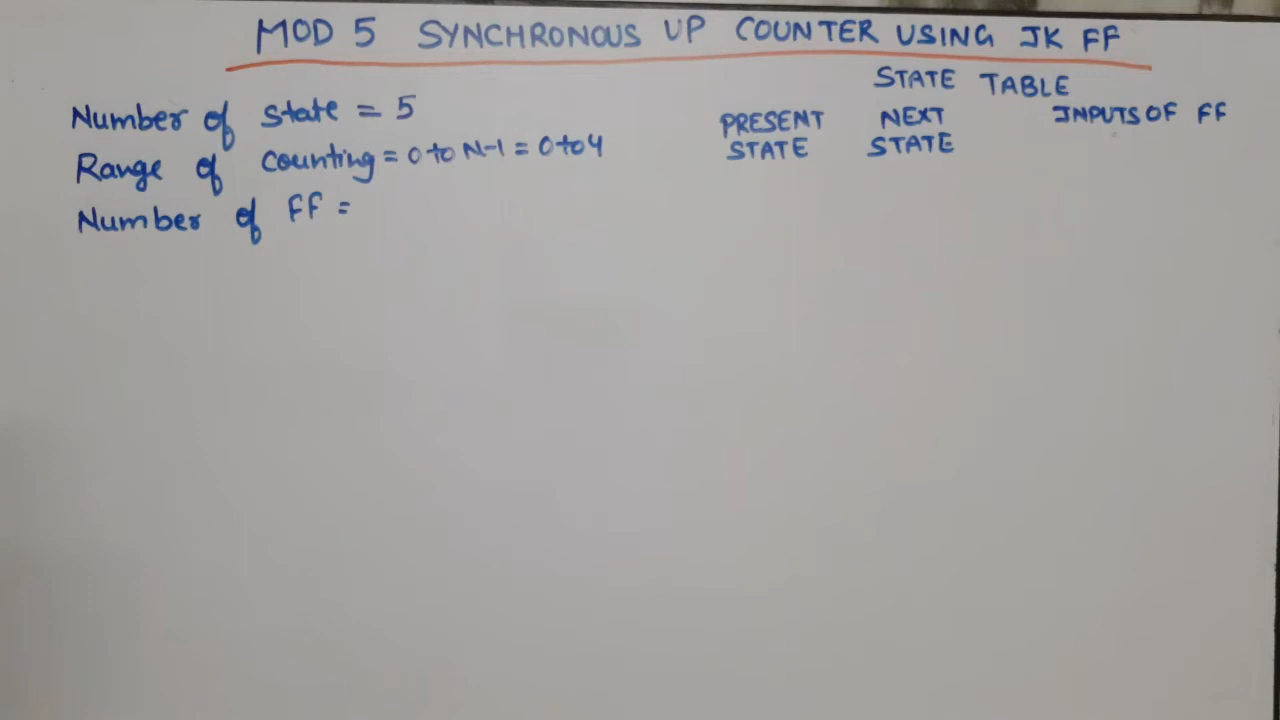 MOD 5 SYNCHRONOUS UP COUNTER USING JK FF
Number of state = 5
Range of counting = 0 to N-1 = 0 to 4
Number of FF =
STATE TABLE
PRESENT STATE
NEXT STATE
INPUTS OF FF